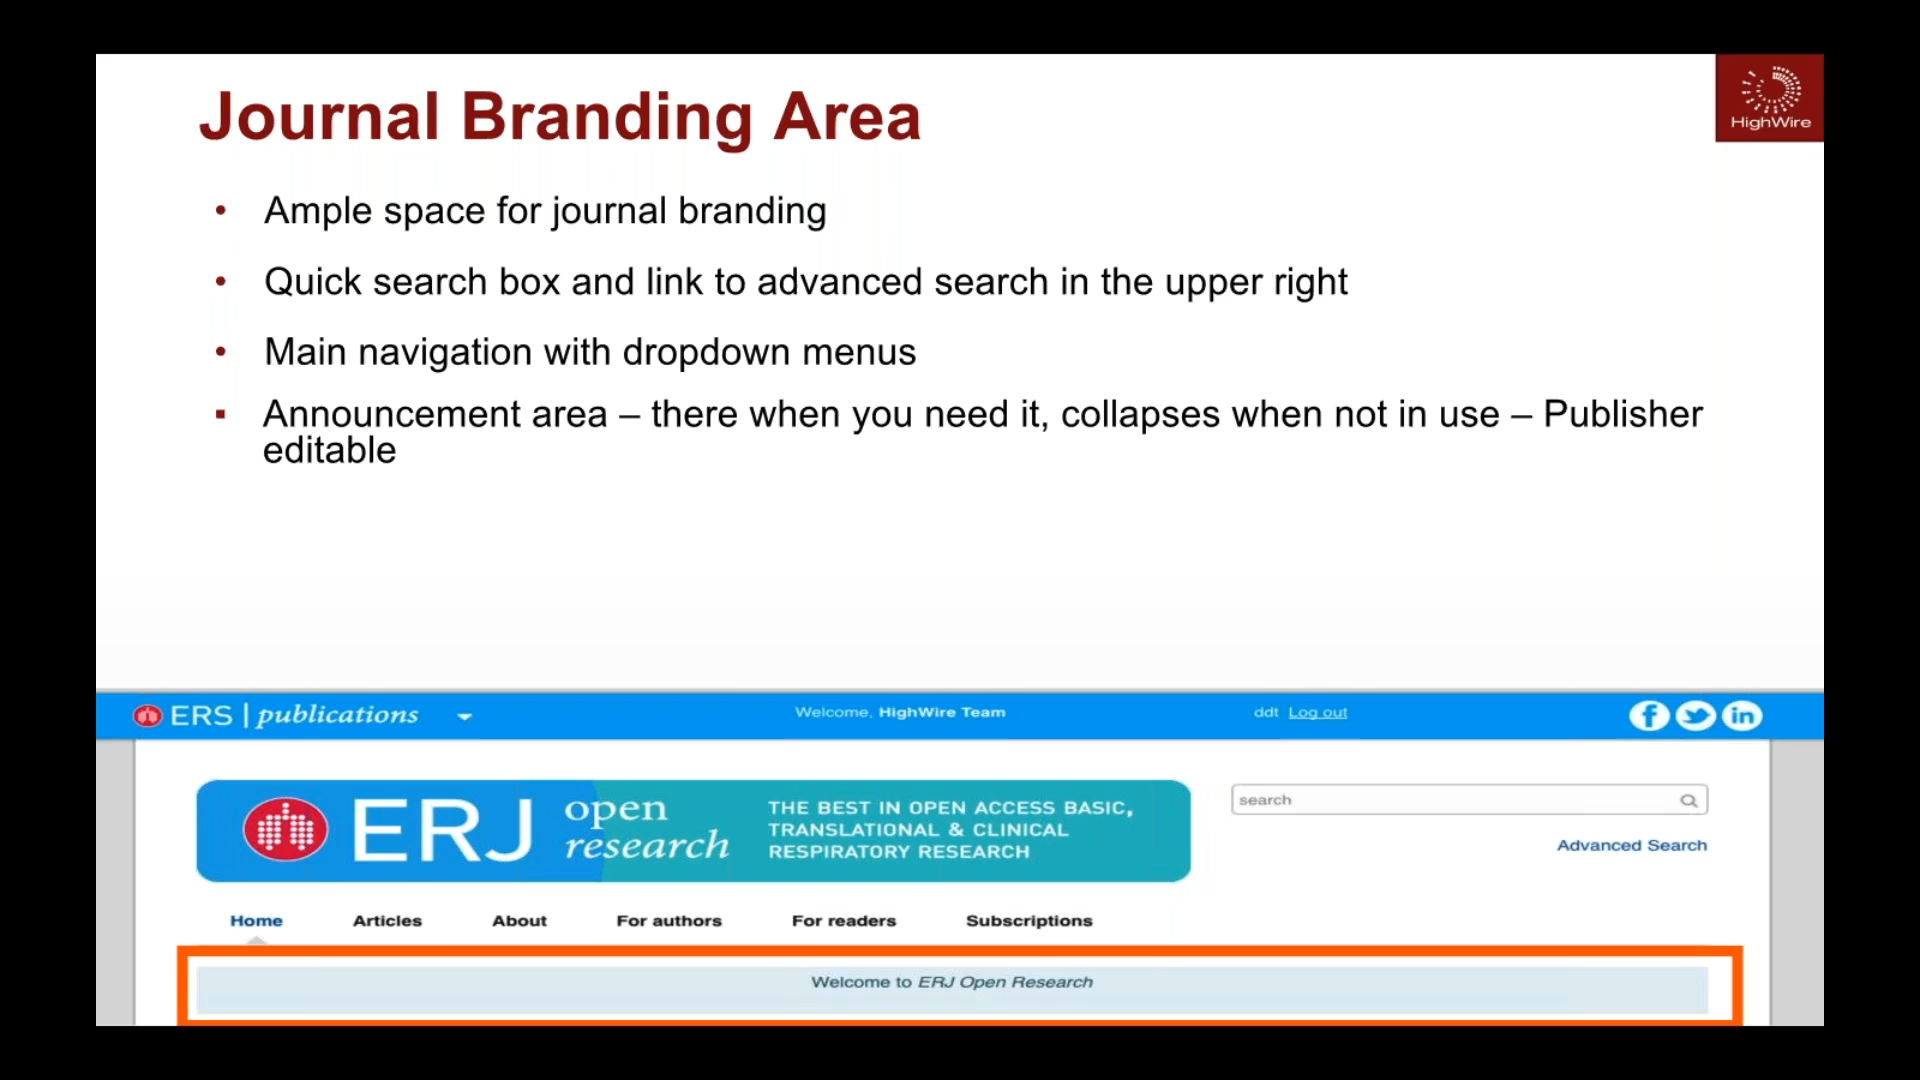 Journal Branding Area
HighWire
• Ample space for journal branding
• Quick search box and link to advanced search in the upper right
• Main navigation with dropdown menus
▪ Announcement area – there when you need it, collapses when not in use – Publisher
editable
ERS | publications
Welcome, HighWire Team
ddt Log out
ERJ open research
THE BEST IN OPEN ACCESS BASIC,
TRANSLATIONAL & CLINICAL
RESPIRATORY RESEARCH
search
Advanced Search
Home Articles About For authors For readers Subscriptions
Welcome to ERJ Open Research